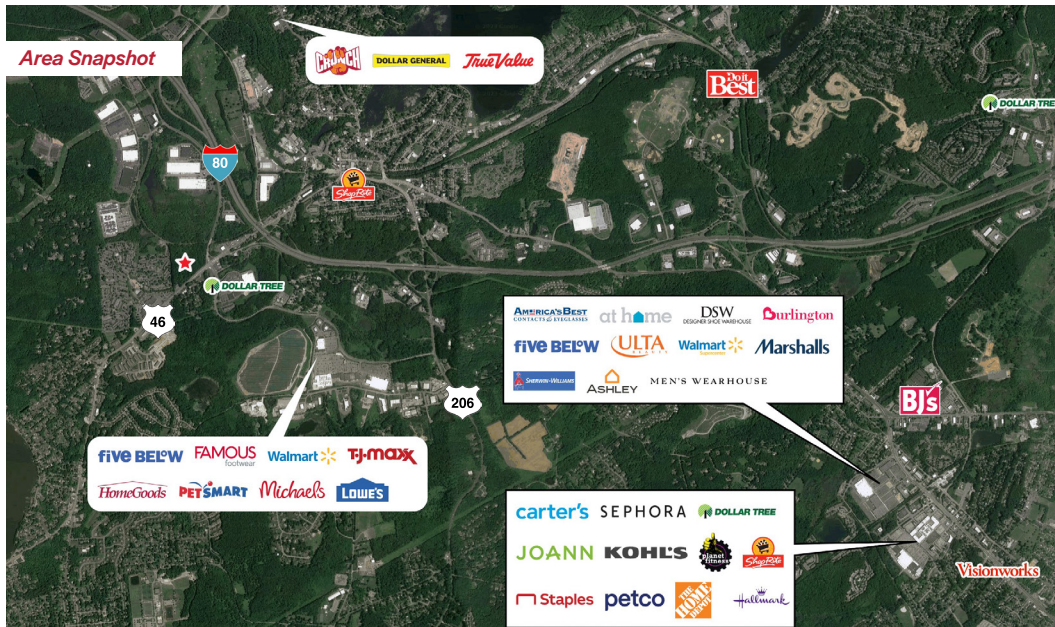 Area Snapshot
CRUNCH
DOLLAR GENERAL
True Value
Do it
Best
DOLLAR TREE
80
ShopRite
DOLLAR TREE
46
206
AMERICA'S BEST
CONTACTS & EYEGLASSES
at home
DSW
DESIGNER SHOE WAREHOUSE
Burlington
five BELOW
ULTA
BEAUTY
Walmart
Supercenter
Marshalls
SHERWIN-WILLIAMS
ASHLEY
MEN'S WEARHOUSE
BJ's
five BELOW
FAMOUS
footwear
Walmart
T·J·maxx
HomeGoods
PETSMART
Michaels
LOWE'S
carter's
SEPHORA
DOLLAR TREE
JOANN
KOHL'S
planet
fitness
ShopRite
Staples
petco
THE
HOME
DEPOT
Hallmark
Visionworks